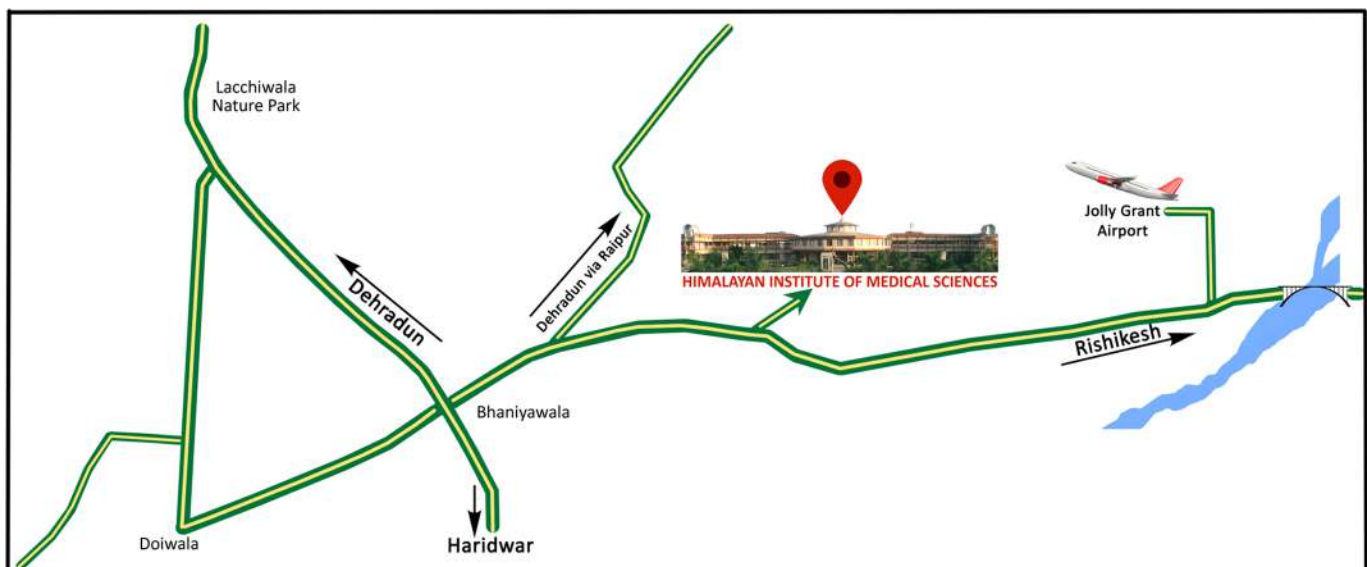 Lacchiwala
Nature Park
Dehradun
Dehradun via Raipur
HIMALAYAN INSTITUTE OF MEDICAL SCIENCES
Jolly Grant
Airport
Rishikesh
Bhaniyawala
Doiwala
Haridwar